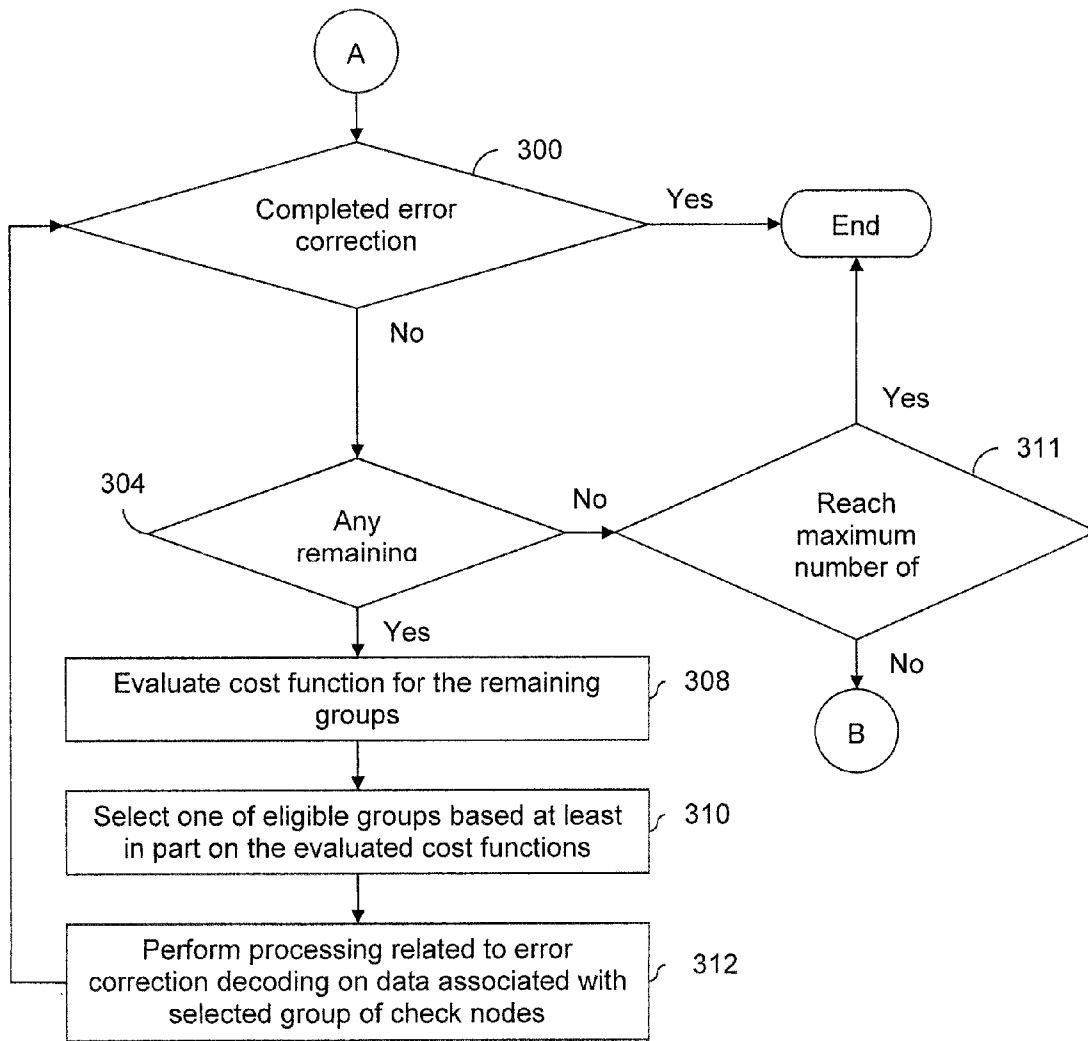 A
300
Completed error
correction
Yes
End
No
Yes
311
304
Any
remaining
No
Reach
maximum
number of
Yes
No
Evaluate cost function for the remaining
groups
308
B
Select one of eligible groups based at least
in part on the evaluated cost functions
310
Perform processing related to error
correction decoding on data associated with
selected group of check nodes
312